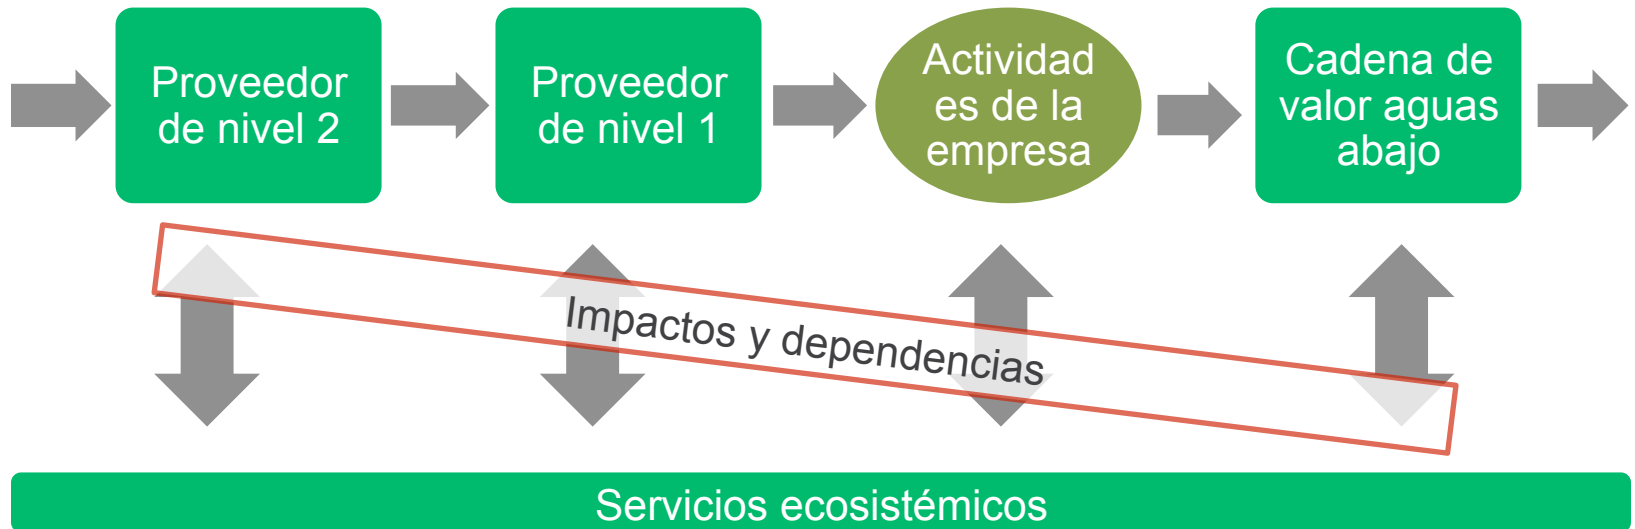 Proveedor
de nivel 2
Proveedor
de nivel 1
Actividad
es de la
empresa
Cadena de
valor aguas
abajo
Impactos y dependencias
Servicios ecosistémicos